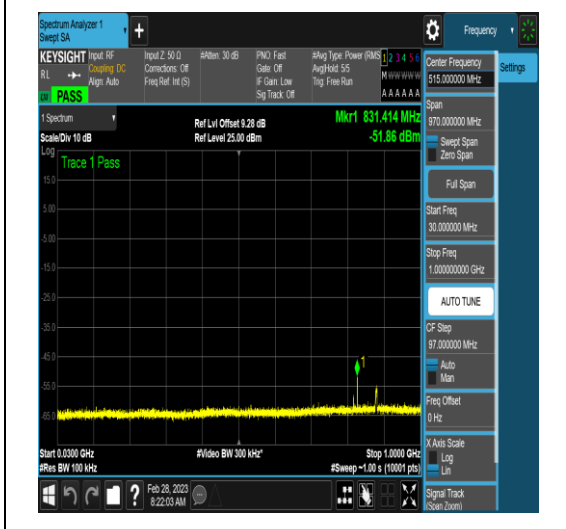 Spectrum Analyzer 1
Swept SA
+
Frequency
KEYSIGHT
Input: RF
Coupling: DC
Align: Auto
Input Z: 50 Ω
Corrections: Off
Freq Ref: Int (S)
#Atten: 30 dB
PNO: Fast
Gate: Off
IF Gain: Low
Sig Track: Off
#Avg Type: Power (RMS
Avg|Hold: 5/5
Trig: Free Run
1 2 3 4 5 6
M W W W W W
A A A A A A
RL
PASS
1 Spectrum
Scale/Div 10 dB
Ref Lvl Offset 9.28 dB
Ref Level 25.00 dBm
Mkr1 831.414 MHz
-51.86 dBm
Log
Trace 1 Pass
15.0
5.00
-5.00
-15.0
-25.0
-35.0
-45.0
-55.0
-65.0
1
Start 0.0300 GHz
#Res BW 100 kHz
#Video BW 300 kHz*
Stop 1.0000 GHz
#Sweep ~1.00 s (10001 pts)
?
Feb 28, 2023
8:22:03 AM
Center Frequency
515.000000 MHz
Span
970.000000 MHz
Swept Span
Zero Span
Full Span
Start Freq
30.000000 MHz
Stop Freq
1.000000000 GHz
AUTO TUNE
CF Step
97.000000 MHz
Auto
Man
Freq Offset
0 Hz
X Axis Scale
Log
Lin
Signal Track
(Span Zoom)
Settings